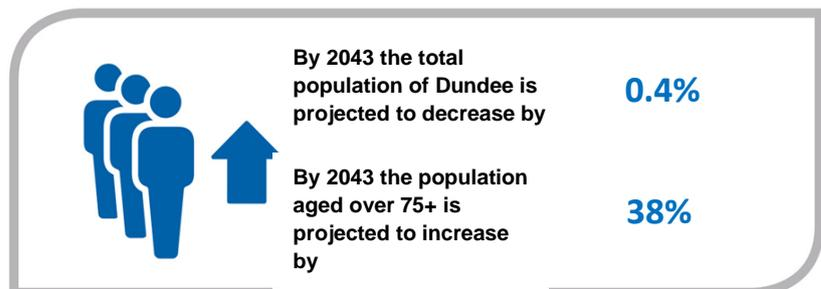 By 2043 the total
population of Dundee is
projected to decrease by
0.4%
By 2043 the population
aged over 75+ is
projected to increase
by
38%